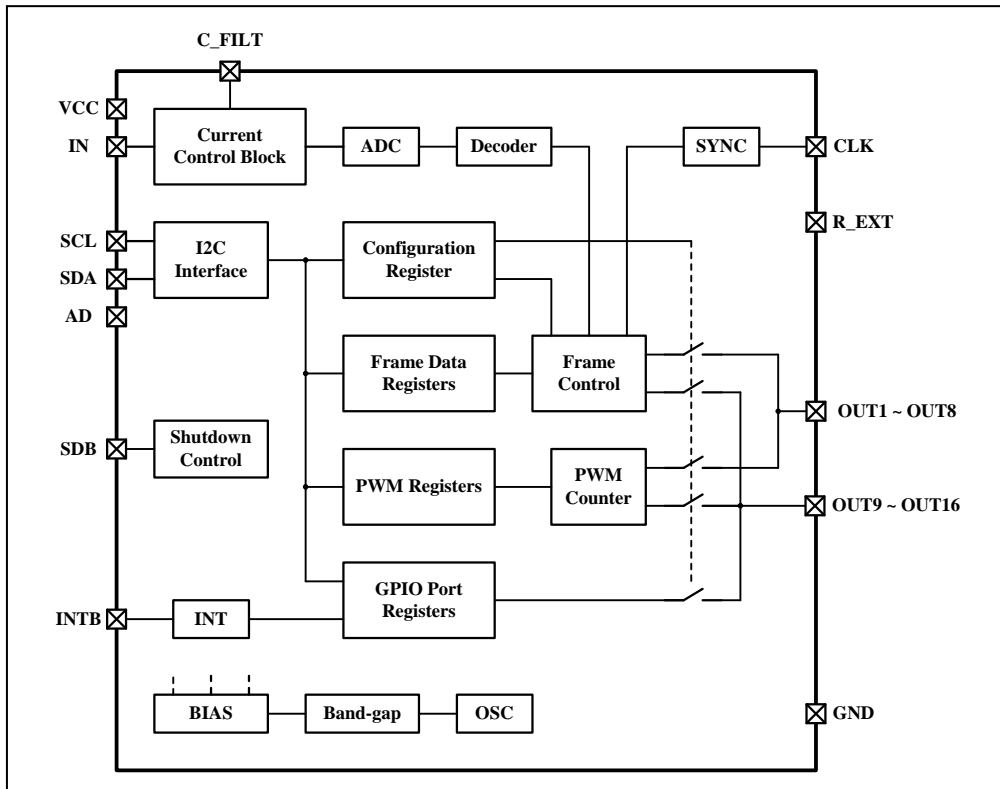 C_FILT
VCC
IN
Current
Control Block
ADC
Decoder
SYNC
CLK
R_EXT
SCL
SDA
AD
I2C
Interface
Configuration
Register
Frame Data
Registers
Frame
Control
OUT1 ~ OUT8
SDB
Shutdown
Control
PWM Registers
PWM
Counter
OUT9 ~ OUT16
GPIO Port
Registers
INTB
INT
BIAS
Band-gap
OSC
GND